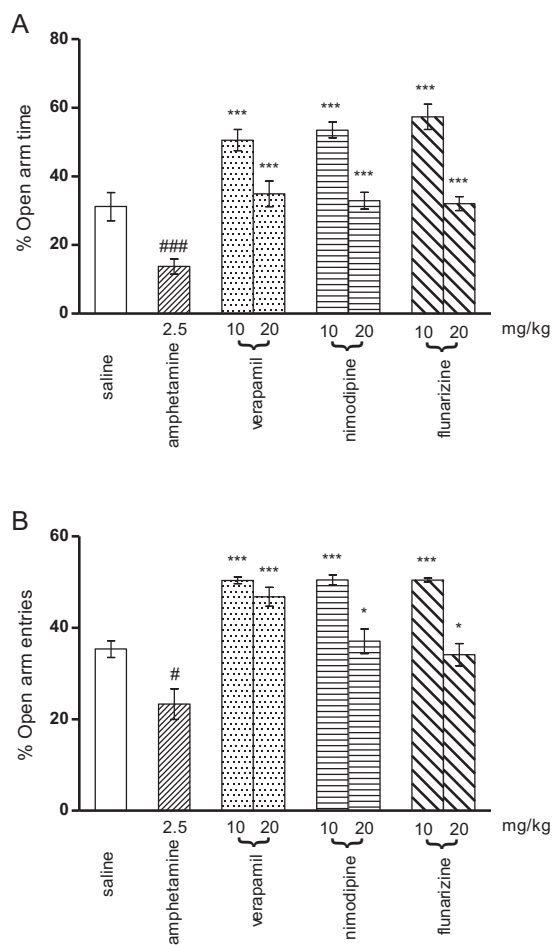 A
% Open arm time
80
60
40
20
0
***
***
***
***
***
***
###
2.5 10 20 10 20 10 20 mg/kg
saline
amphetamine
verapamil
nimodipine
flunarizine
B
% Open arm entries
60
40
20
0
***
***
***
*
***
*
#
2.5 10 20 10 20 10 20 mg/kg
saline
amphetamine
verapamil
nimodipine
flunarizine